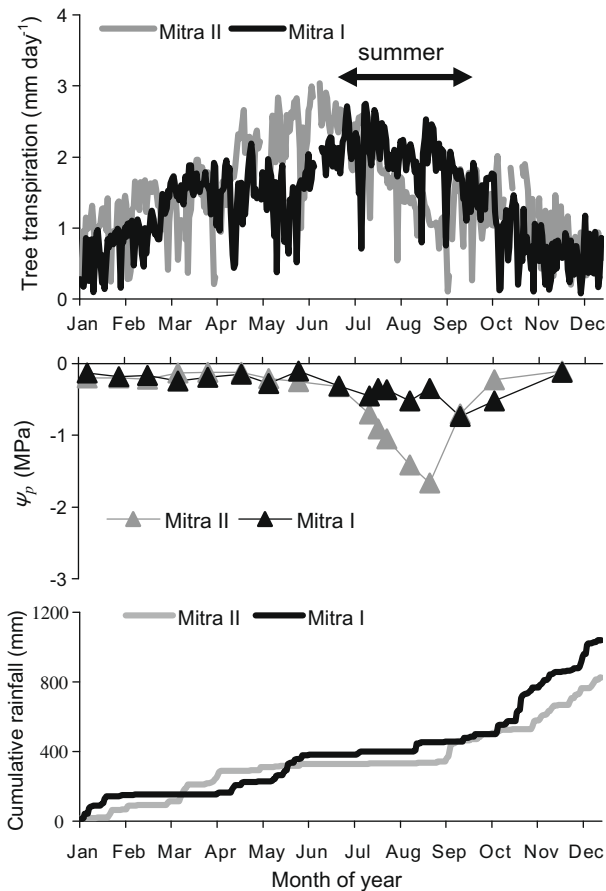 Tree transpiration (mm day-1)
4
3
2
1
0
Mitra II
Mitra I
summer
Jan Feb Mar Apr May Jun Jul Aug Sep Oct Nov Dec
ψp (MPa)
0
-1
-2
-3
Mitra II
Mitra I
Cumulative rainfall (mm)
1200
800
400
0
Mitra II
Mitra I
Jan Feb Mar Apr May Jun Jul Aug Sep Oct Nov Dec
Month of year